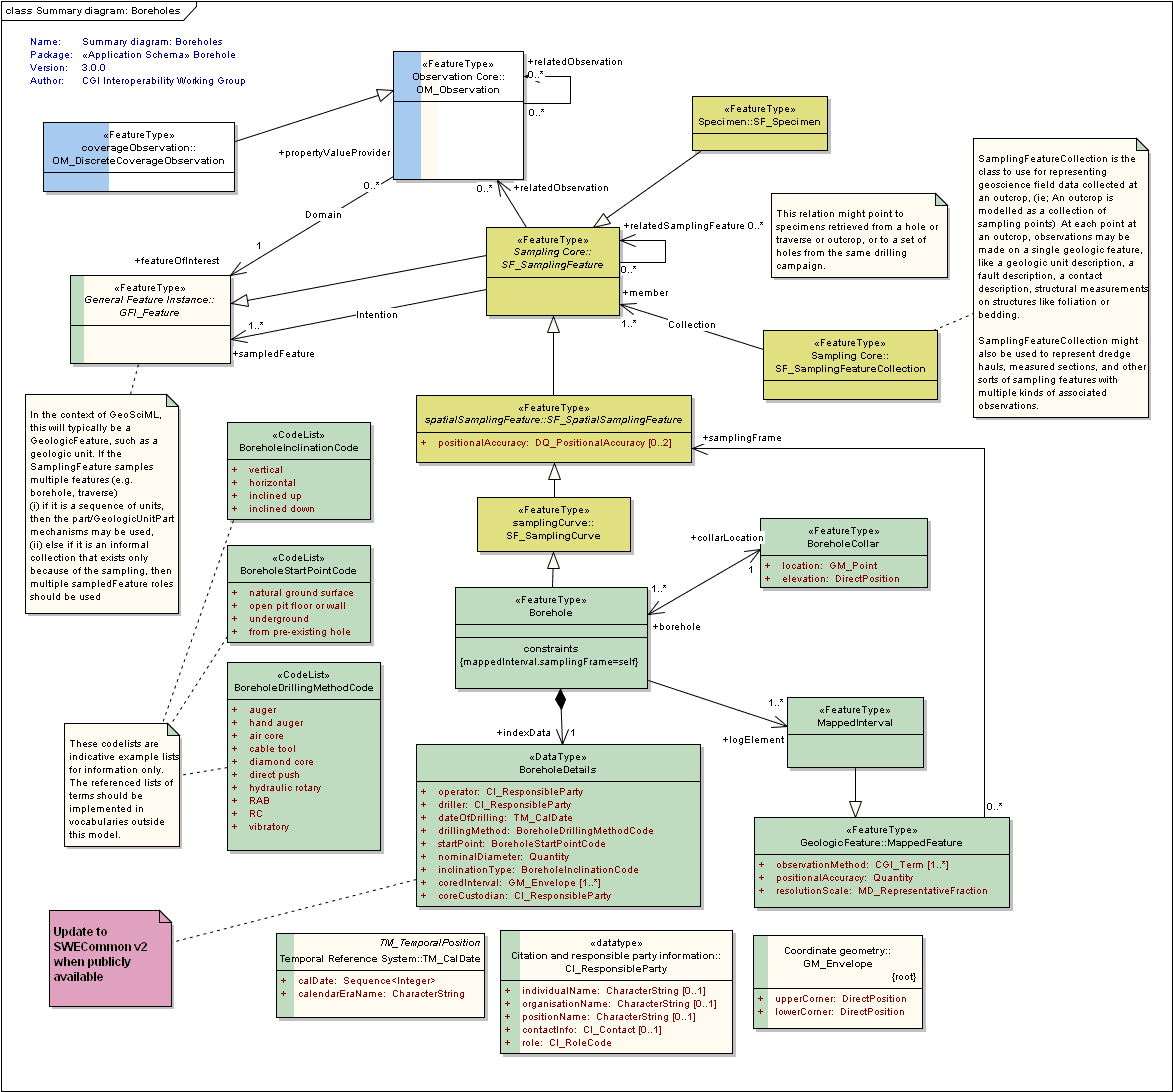 class Summary diagram: Boreholes
Name: Summary diagram: Boreholes
Package: «Application Schema» Borehole
Version: 3.0.0
Author: CGI Interoperability Working Group
«FeatureType»
Observation Core::
OM_Observation
+relatedObservation
0..*
0..*
«FeatureType»
coverageObservation::
OM_DiscreteCoverageObservation
+propertyValueProvider
0..*
Domain
1
+featureOfInterest
0..*
+relatedObservation
«FeatureType»
Specimen::SF_Specimen
SamplingFeatureCollection is the
class to use for representing
geoscience field data collected at
an outcrop, (ie; An outcrop is
modelled as a collection of
sampling points) At each point at
an outcrop, observations may be
made on a single geologic feature,
like a geologic unit description, a
fault description, a contact
description, structural measurements
on structures like foliation or
bedding.
SamplingFeatureCollection might
also be used to represent dredge
hauls, measured sections, and other
sorts of sampling features with
multiple kinds of associated
observations.
This relation might point to
specimens retrieved from a hole or
traverse or outcrop, or to a set of
holes from the same drilling
campaign.
«FeatureType»
Sampling Core::
SF_SamplingFeature
+relatedSamplingFeature 0..*
0..*
+member
1..*
Collection
«FeatureType»
General Feature Instance::
GFI_Feature
Intention
1..*
+sampledFeature
«FeatureType»
Sampling Core::
SF_SamplingFeatureCollection
In the context of GeoSciML,
this will typically be a
GeologicFeature, such as a
geologic unit. If the
SamplingFeature samples
multiple features (e.g.
borehole, traverse)
(i) if it is a sequence of units,
then the part/GeologicUnitPart
mechanisms may be used,
(ii) else if it is an informal
collection that exists only
because of the sampling, then
multiple sampledFeature roles
should be used
«CodeList»
BoreholeInclinationCode
+ vertical
+ horizontal
+ inclined up
+ inclined down
«FeatureType»
spatialSamplingFeature::SF_SpatialSamplingFeature
+ positionalAccuracy: DQ_PositionalAccuracy [0..2]
+samplingFrame
«FeatureType»
samplingCurve::
SF_SamplingCurve
«CodeList»
BoreholeStartPointCode
+ natural ground surface
+ open pit floor or wall
+ underground
+ from pre-existing hole
«FeatureType»
BoreholeCollar
+ location: GM_Point
+ elevation: DirectPosition
+collarLocation
1
1..*
+borehole
«FeatureType»
Borehole
constraints
{mappedInterval.samplingFrame=self}
«CodeList»
BoreholeDrillingMethodCode
+ auger
+ hand auger
+ air core
+ cable tool
+ diamond core
+ direct push
+ hydraulic rotary
+ RAB
+ RC
+ vibratory
These codelists are
indicative example lists
for information only.
The referenced lists of
terms should be
implemented in
vocabularies outside
this model.
1..*
+logElement
«FeatureType»
MappedInterval
+indexData
1
«DataType»
BoreholeDetails
+ operator: CI_ResponsibleParty
+ driller: CI_ResponsibleParty
+ dateOfDrilling: TM_CalDate
+ drillingMethod: BoreholeDrillingMethodCode
+ startPoint: BoreholeStartPointCode
+ nominalDiameter: Quantity
+ inclinationType: BoreholeInclinationCode
+ coredInterval: GM_Envelope [1..*]
+ coreCustodian: CI_ResponsibleParty
0..*
«FeatureType»
GeologicFeature::MappedFeature
+ observationMethod: CGI_Term [1..*]
+ positionalAccuracy: Quantity
+ resolutionScale: MD_RepresentativeFraction
Update to
SWECommon v2
when publicly
available
TM_TemporalPosition
Temporal Reference System::TM_CalDate
+ calDate: Sequence<Integer>
+ calendarEraName: CharacterString
«datatype»
Citation and responsible party information::
CI_ResponsibleParty
+ individualName: CharacterString [0..1]
+ organisationName: CharacterString [0..1]
+ positionName: CharacterString [0..1]
+ contactInfo: CI_Contact [0..1]
+ role: CI_RoleCode
Coordinate geometry::
GM_Envelope
{root}
+ upperCorner: DirectPosition
+ lowerCorner: DirectPosition